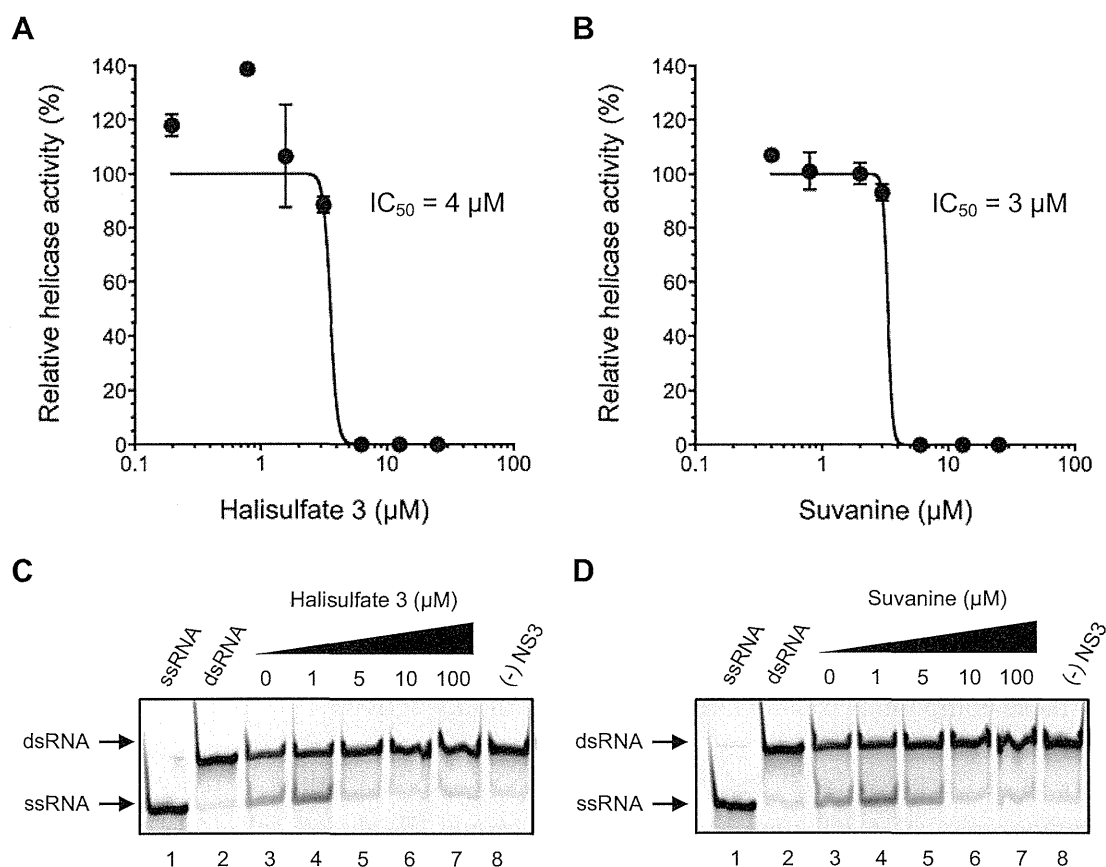 A
B
Relative helicase activity (%)
140
120
100
80
60
40
20
0
0.1 1 10 100
IC50 = 4 µM
Halisulfate 3 (µM)
Relative helicase activity (%)
140
120
100
80
60
40
20
0
0.1 1 10 100
IC50 = 3 µM
Suvanine (µM)
C
Halisulfate 3 (µM)
ssRNA dsRNA 0 1 5 10 100 (-) NS3
dsRNA
ssRNA
1 2 3 4 5 6 7 8
D
Suvanine (µM)
ssRNA dsRNA 0 1 5 10 100 (-) NS3
dsRNA
ssRNA
1 2 3 4 5 6 7 8